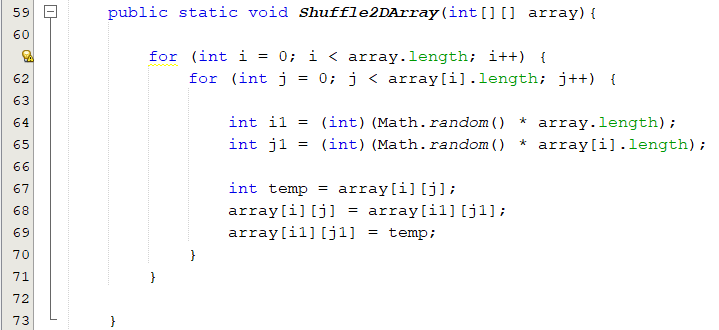 59 public static void Shuffle2DArray(int[][] array){
60
for (int i = 0; i < array.length; i++) {
62 for (int j = 0; j < array[i].length; j++) {
63
64 int i1 = (int)(Math.random() * array.length);
65 int j1 = (int)(Math.random() * array[i].length);
66
67 int temp = array[i][j];
68 array[i][j] = array[i1][j1];
69 array[i1][j1] = temp;
70 }
71 }
72
73 }